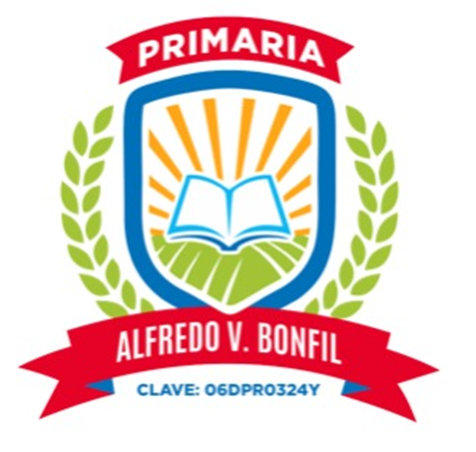 PRIMARIA
ALFREDO V. BONFIL
CLAVE: 06DPR0324Y